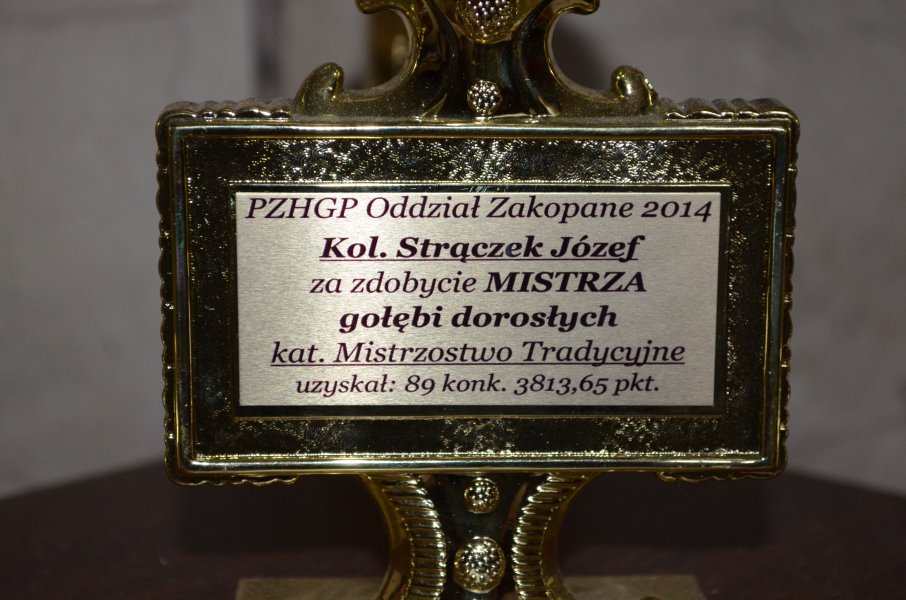 PZHGP Oddział Zakopane 2014
Kol. Strączek Józef
za zdobycie MISTRZA
gołębi dorosłych
kat. Mistrzostwo Tradycyjne
uzyskał: 89 konk. 3813,65 pkt.